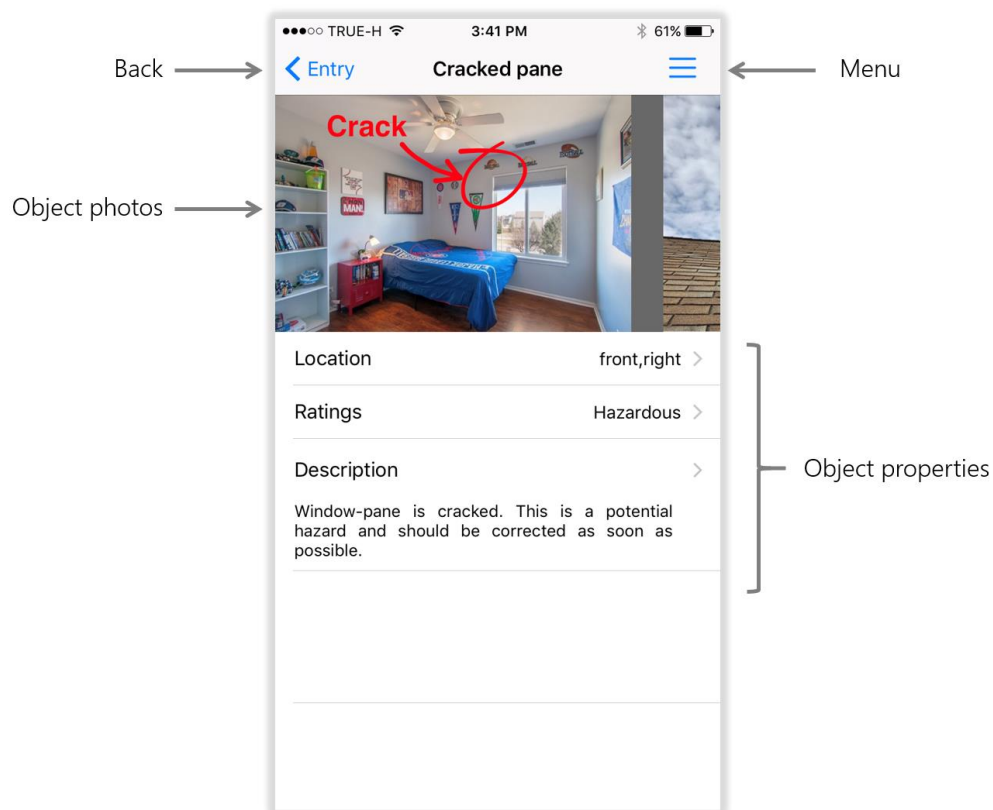 TRUE-H 3:41 PM 61%
Back Entry Cracked pane Menu
Crack
MAN!
Object photos
Location front,right
Ratings Hazardous
Description
Object properties
Window-pane is cracked. This is a potential
hazard and should be corrected as soon as
possible.